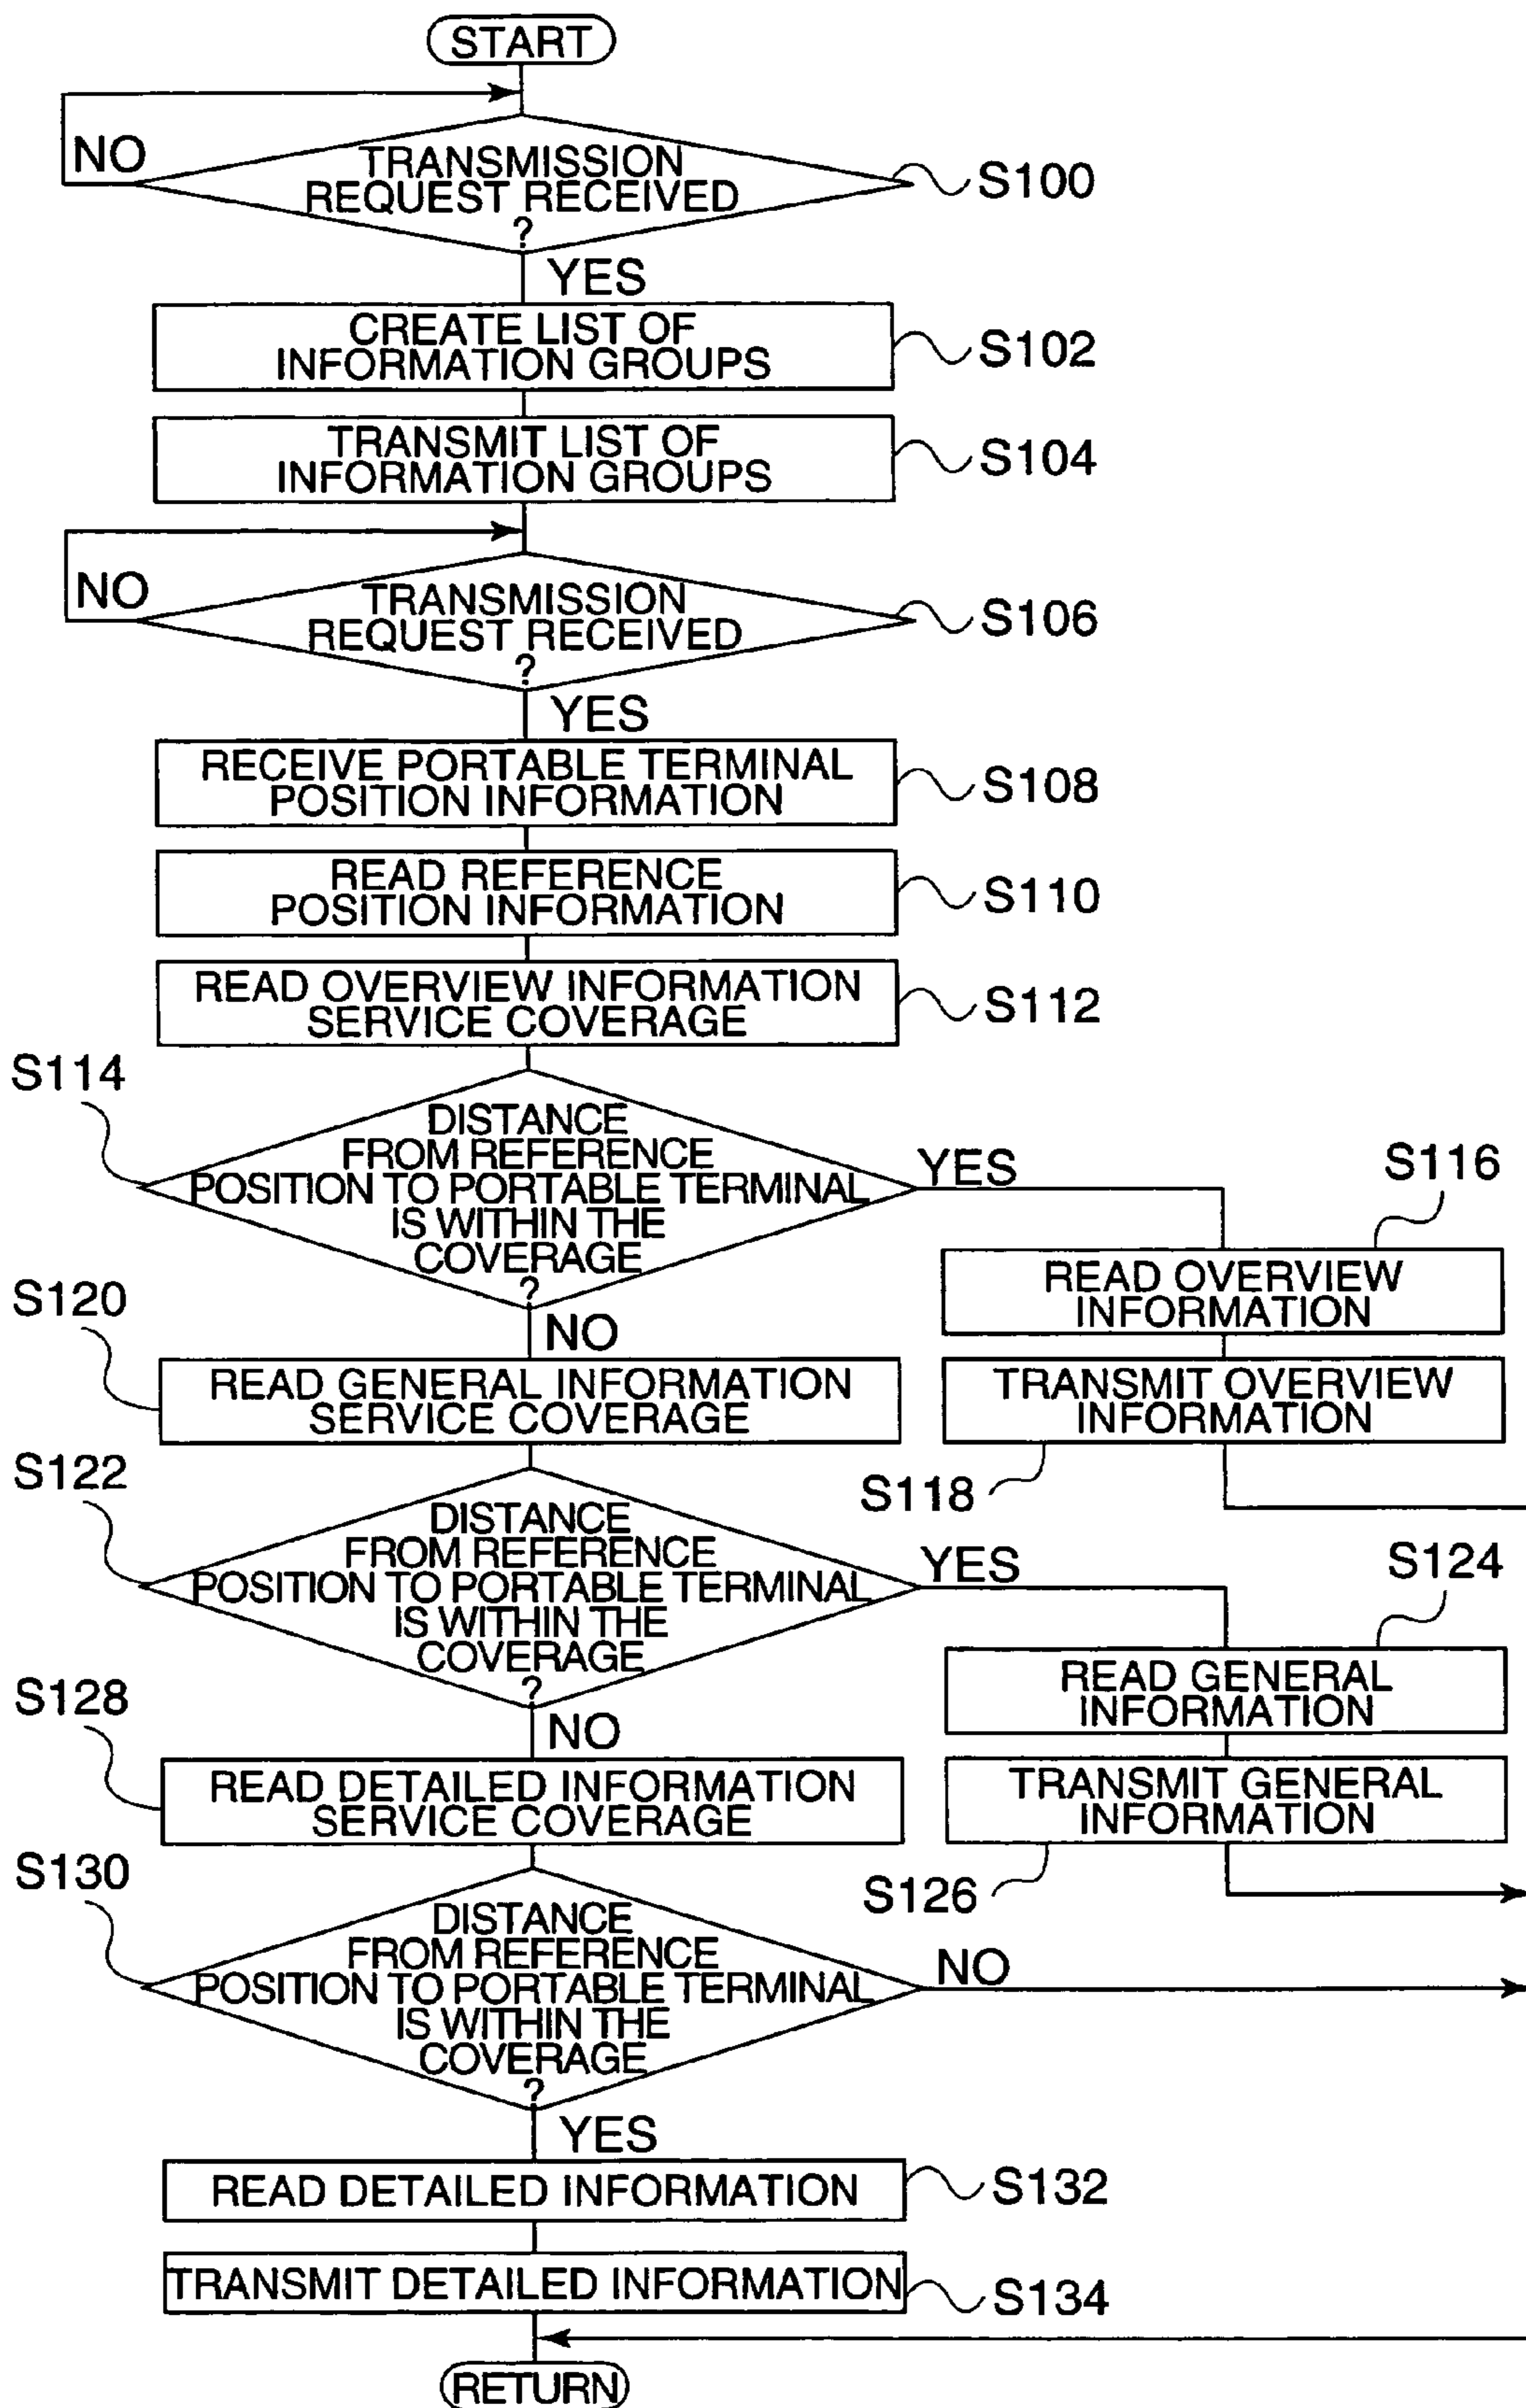 START
NO
TRANSMISSION
REQUEST RECEIVED
?
S100
YES
CREATE LIST OF
INFORMATION GROUPS
S102
TRANSMIT LIST OF
INFORMATION GROUPS
S104
NO
TRANSMISSION
REQUEST RECEIVED
?
S106
YES
RECEIVE PORTABLE TERMINAL
POSITION INFORMATION
S108
READ REFERENCE
POSITION INFORMATION
S110
READ OVERVIEW INFORMATION
SERVICE COVERAGE
S112
S114
DISTANCE
FROM REFERENCE
POSITION TO PORTABLE TERMINAL
IS WITHIN THE
COVERAGE
?
YES
S116
READ OVERVIEW
INFORMATION
TRANSMIT OVERVIEW
INFORMATION
S118
NO
S120
READ GENERAL INFORMATION
SERVICE COVERAGE
S122
DISTANCE
FROM REFERENCE
POSITION TO PORTABLE TERMINAL
IS WITHIN THE
COVERAGE
?
YES
S124
READ GENERAL
INFORMATION
TRANSMIT GENERAL
INFORMATION
S126
NO
S128
READ DETAILED INFORMATION
SERVICE COVERAGE
S130
DISTANCE
FROM REFERENCE
POSITION TO PORTABLE TERMINAL
IS WITHIN THE
COVERAGE
?
NO
YES
READ DETAILED INFORMATION
S132
TRANSMIT DETAILED INFORMATION
S134
RETURN